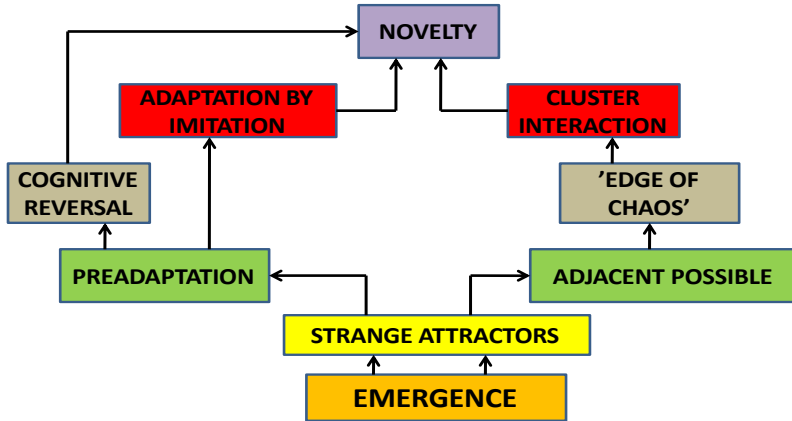 NOVELTY
ADAPTATION BY
IMITATION
CLUSTER
INTERACTION
COGNITIVE
REVERSAL
’EDGE OF
CHAOS’
PREADAPTATION
ADJACENT POSSIBLE
STRANGE ATTRACTORS
EMERGENCE